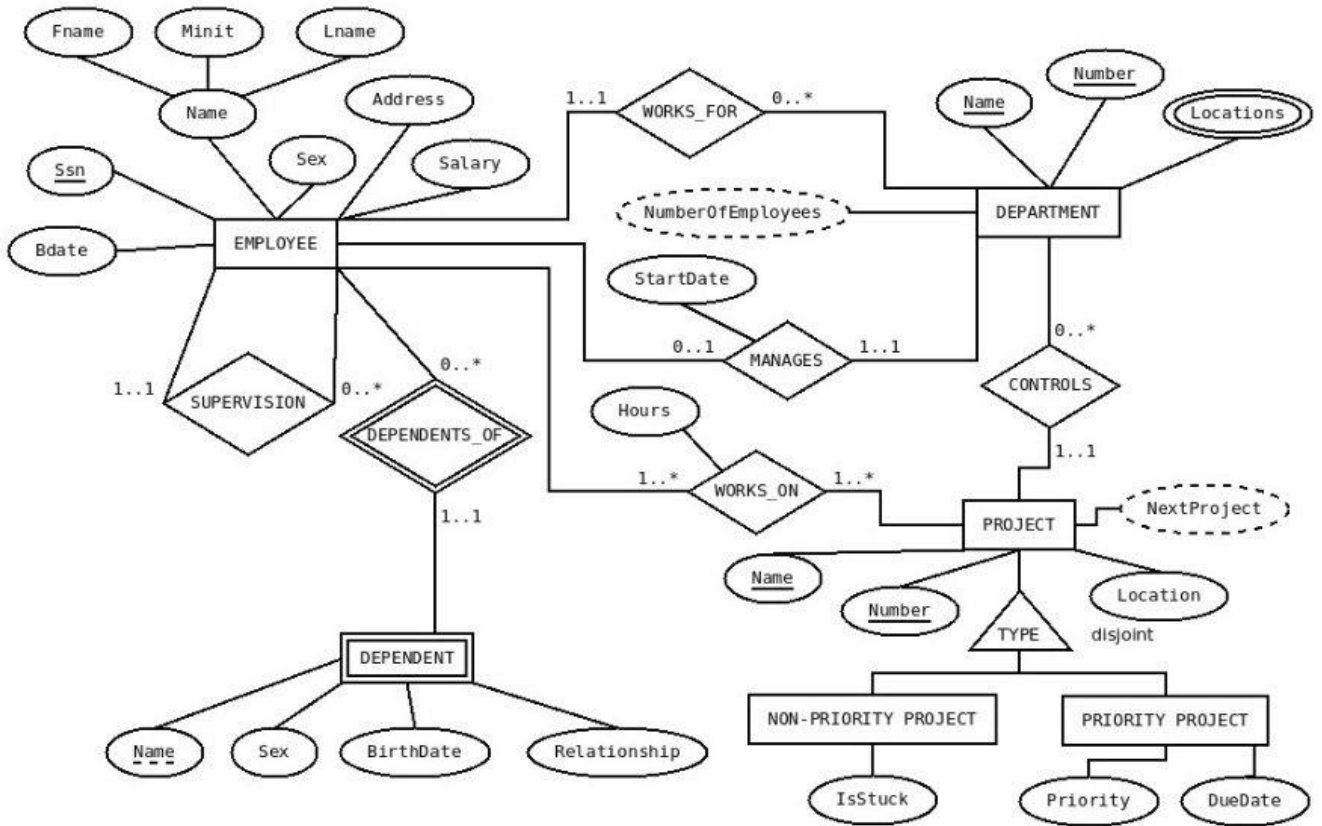 Fname
Minit
Lname
Name
Address
Ssn
Sex
Salary
Bdate
EMPLOYEE
1..1
WORKS_FOR
0..*
Name
Number
Locations
NumberOfEmployees
DEPARTMENT
StartDate
0..1
MANAGES
1..1
0..*
CONTROLS
1..1
1..1
SUPERVISION
0..*
0..*
DEPENDENTS_OF
1..1
Hours
1..*
WORKS_ON
1..*
PROJECT
NextProject
Name
Number
Location
TYPE
disjoint
DEPENDENT
Name
Sex
BirthDate
Relationship
NON-PRIORITY PROJECT
PRIORITY PROJECT
IsStuck
Priority
DueDate